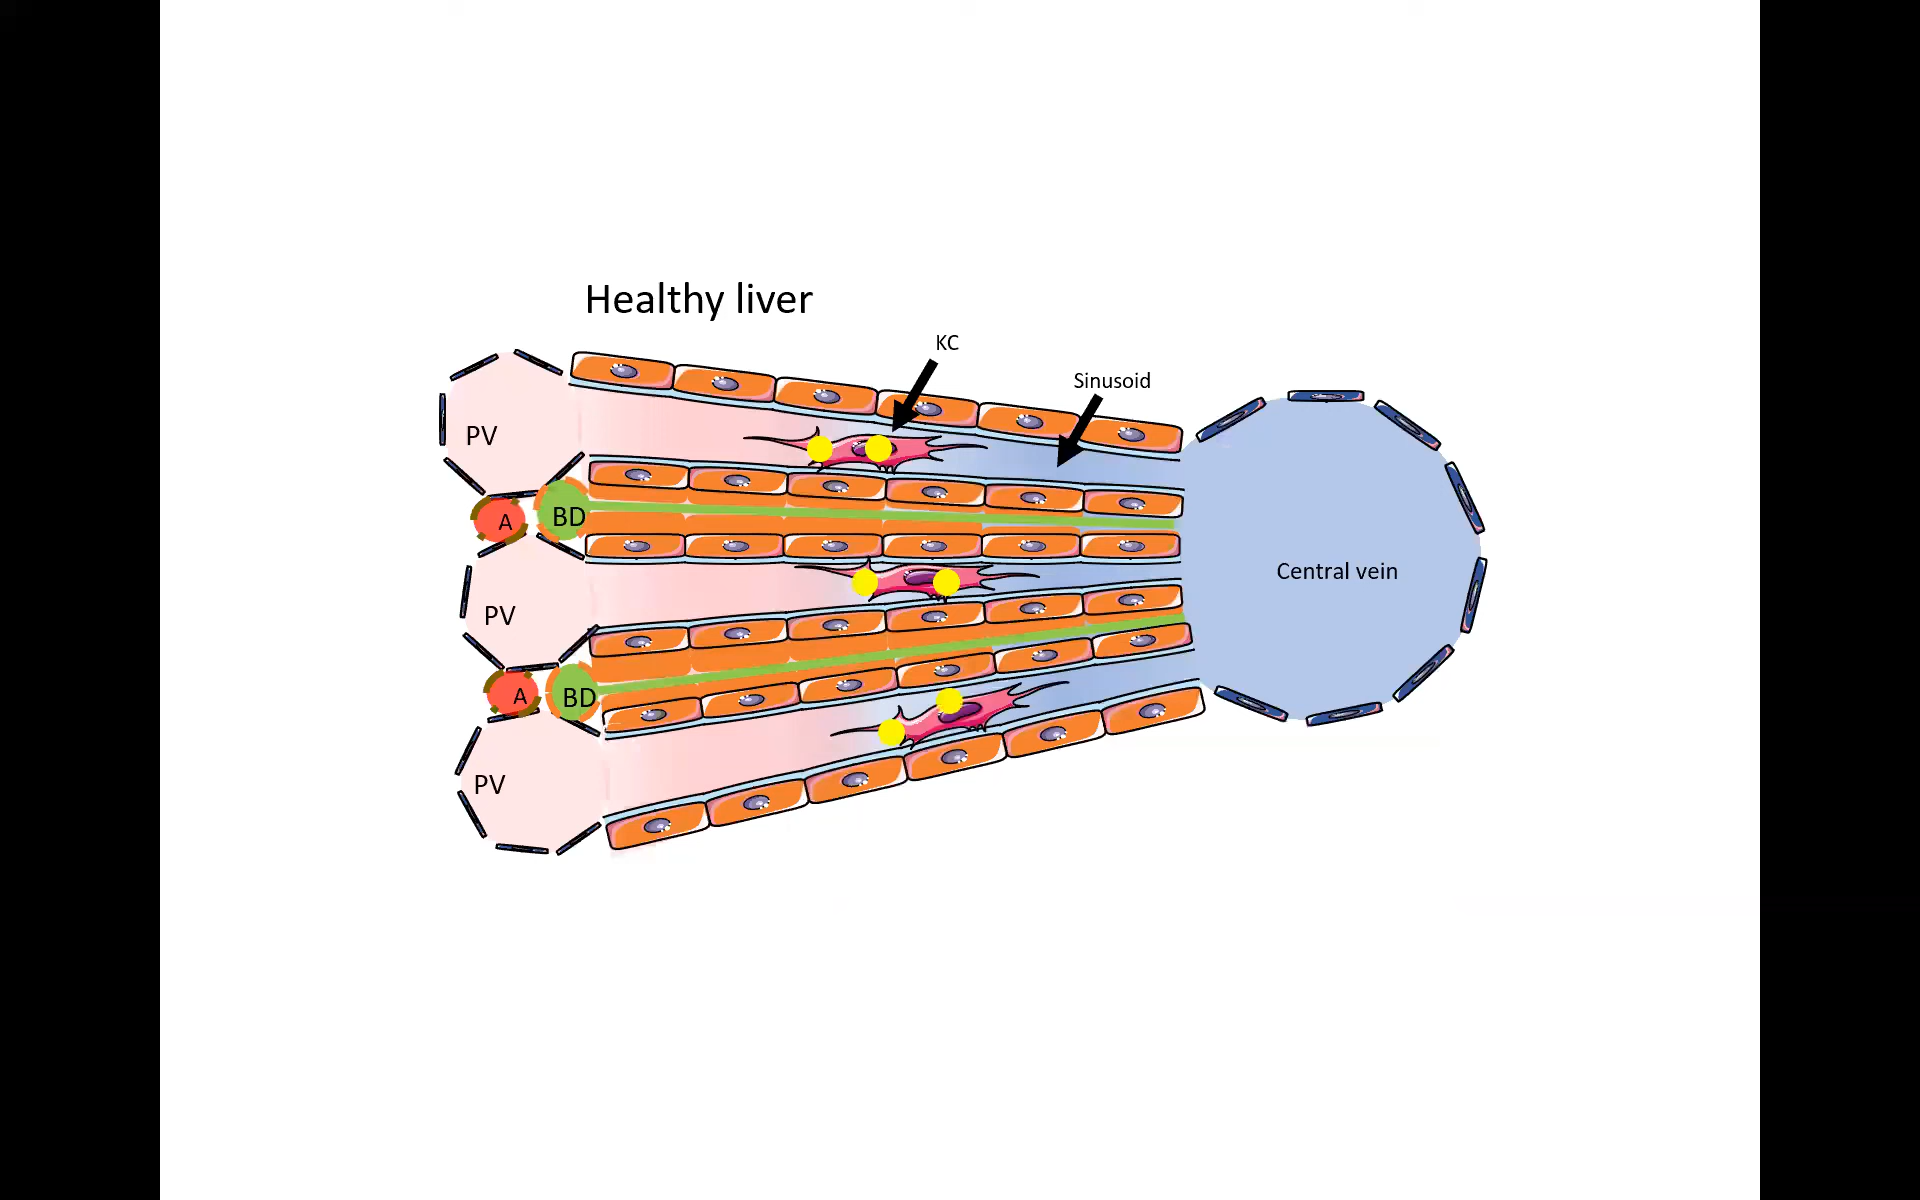 Healthy liver
KC
Sinusoid
PV
A
BD
Central vein
PV
A
BD
PV